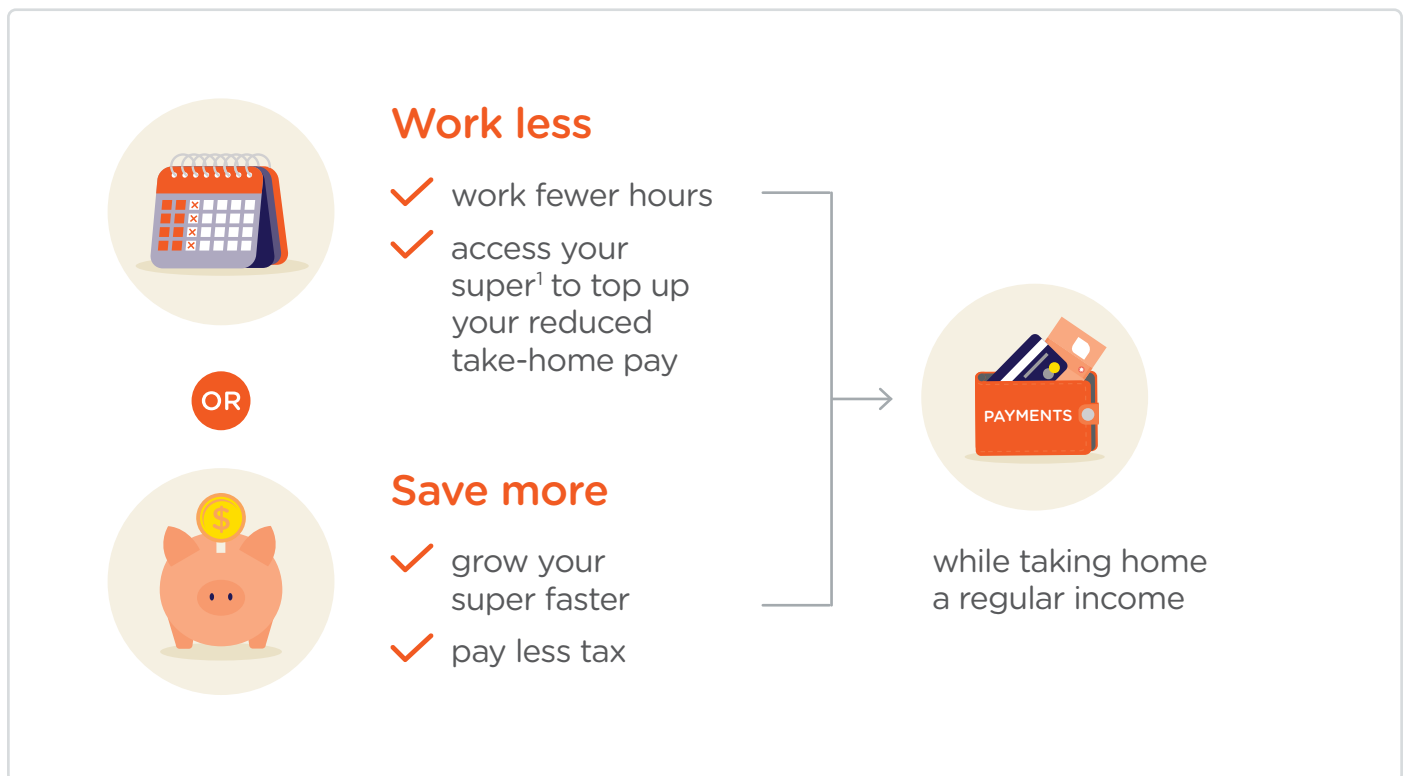 Work less
work fewer hours
access your
super¹ to top up
your reduced
take-home pay
OR
$
Save more
grow your
super faster
pay less tax
PAYMENTS
while taking home
a regular income